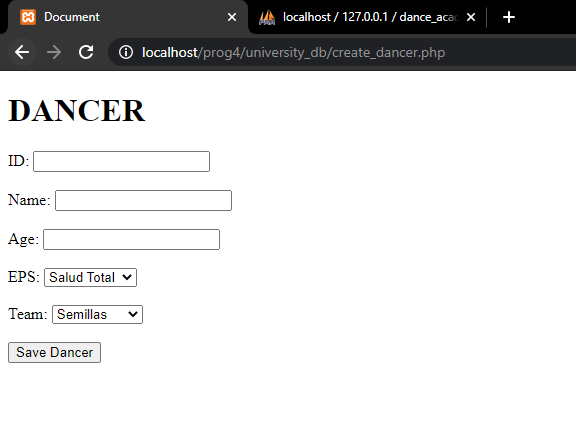 Document
localhost / 127.0.0.1 / dance_aca
localhost/prog4/university_db/create_dancer.php
DANCER
ID:
Name:
Age:
EPS: Salud Total
Team: Semillas
Save Dancer